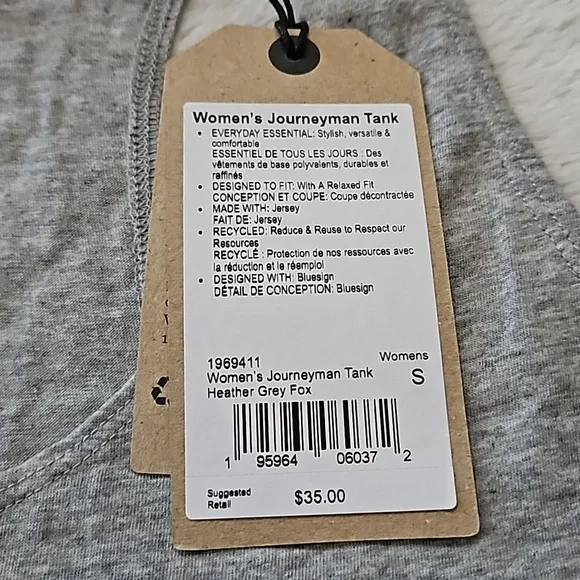 Women's Journeyman Tank
• EVERYDAY ESSENTIAL: Stylish, versatile &
comfortable
ESSENTIEL DE TOUS LES JOURS : Des
vêtements de base polyvalents, durables et
raffinés
• DESIGNED TO FIT: With A Relaxed Fit
CONCEPTION ET COUPE: Coupe décontractée
• MADE WITH: Jersey
FAIT DE: Jersey
• RECYCLED: Reduce & Reuse to Respect our
Resources
RECYCLÉ : Protection de nos ressources avec
la réduction et le réemploi
• DESIGNED WITH: Bluesign
DÉTAIL DE CONCEPTION: Bluesign
1969411 Womens
Women's Journeyman Tank S
Heather Grey Fox
1 95964 06037 2
Suggested
Retail $35.00